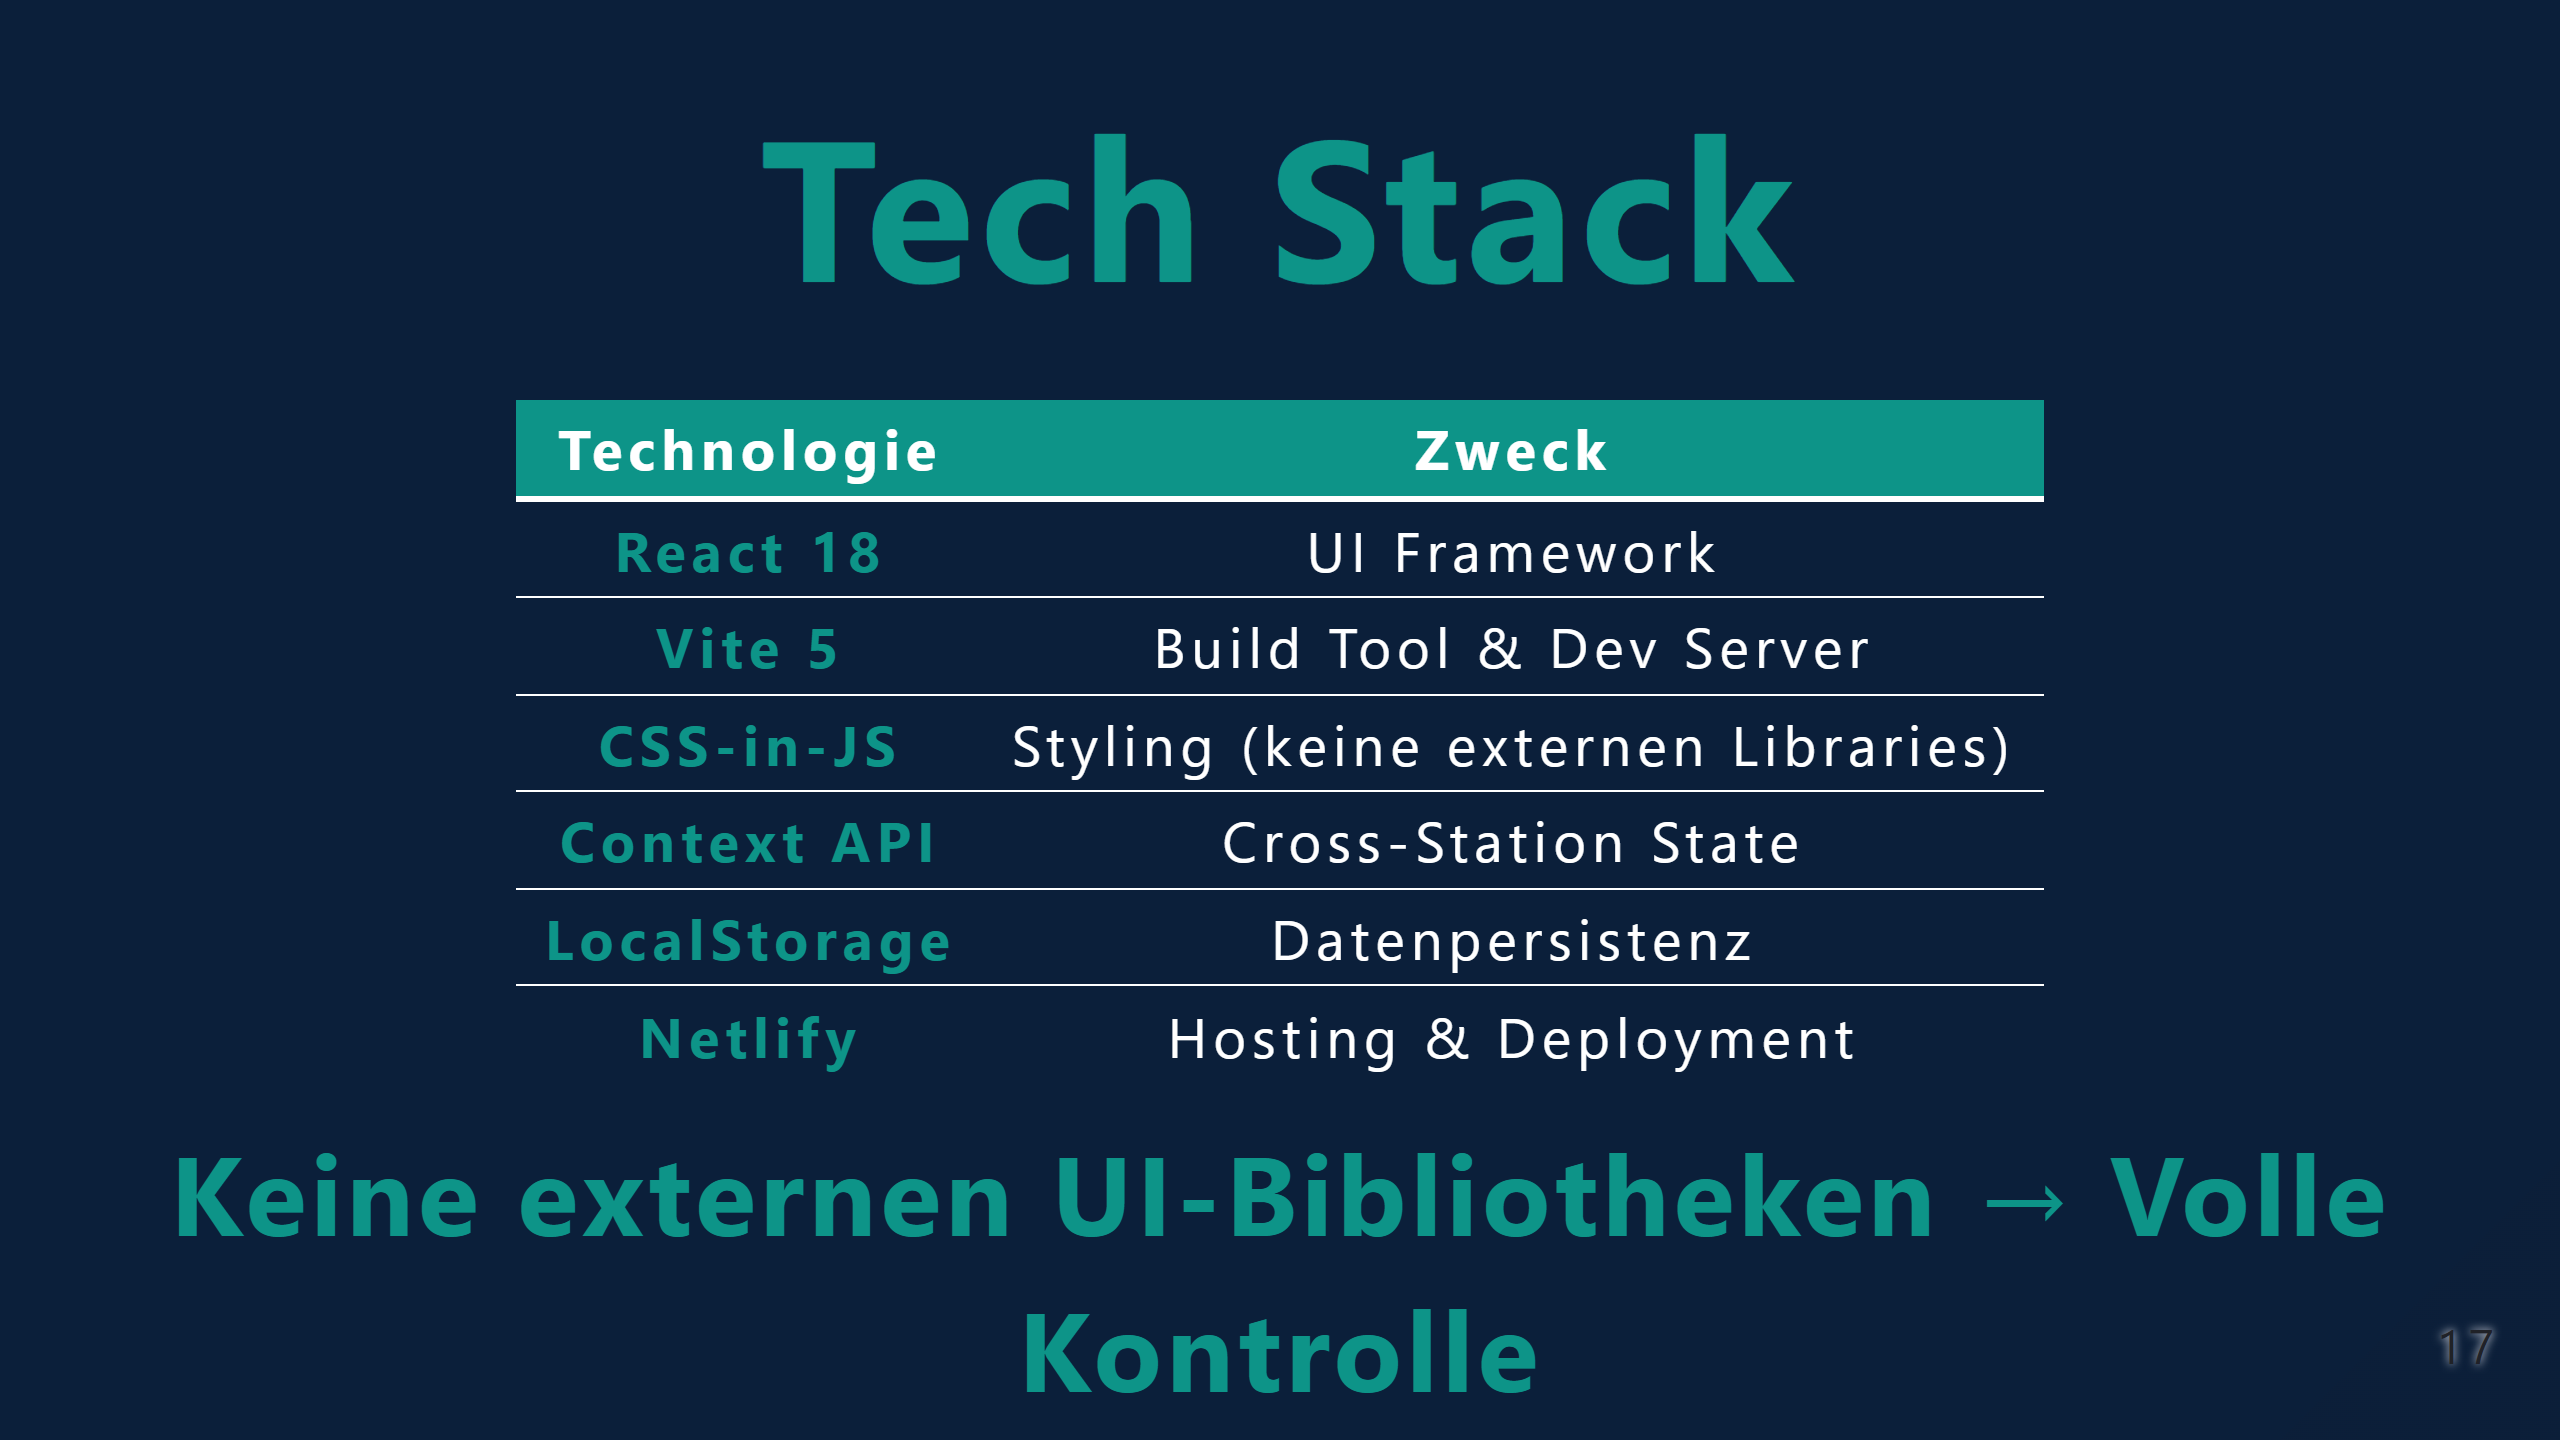 Tech Stack
Technologie Zweck
React 18 UI Framework
Vite 5 Build Tool & Dev Server
CSS-in-JS Styling (keine externen Libraries)
Context API Cross-Station State
LocalStorage Datenpersistenz
Netlify Hosting & Deployment
Keine externen UI-Bibliotheken → Volle
Kontrolle
17